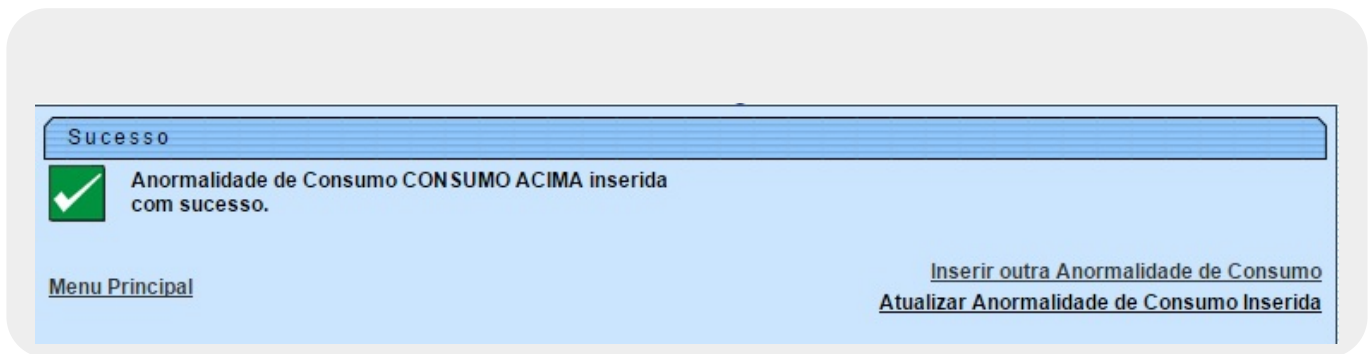 Sucesso
Anormalidade de Consumo CONSUMO ACIMA inserida
com sucesso.
Menu Principal
Inserir outra Anormalidade de Consumo
Atualizar Anormalidade de Consumo Inserida